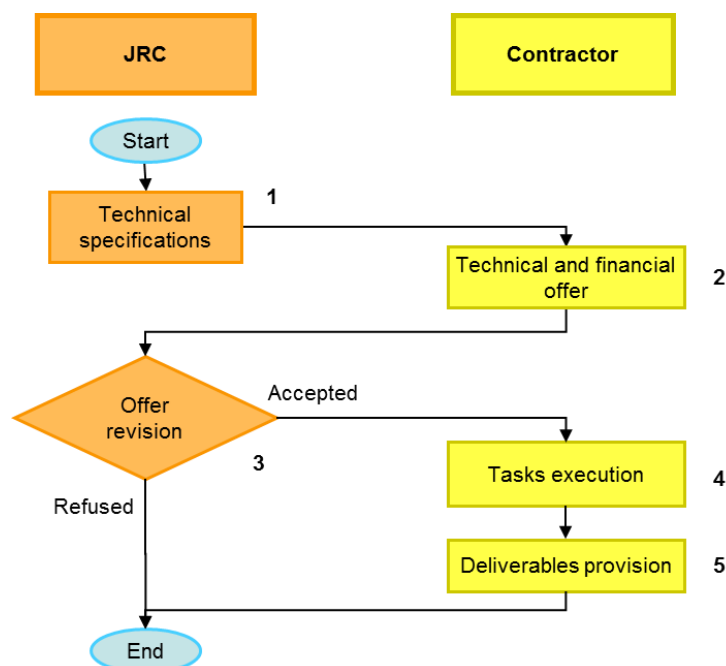 JRC
Contractor
Start
1
Technical
specifications
Technical and financial
offer
2
Offer
revision
Accepted
3
Refused
Tasks execution
4
Deliverables provision
5
End